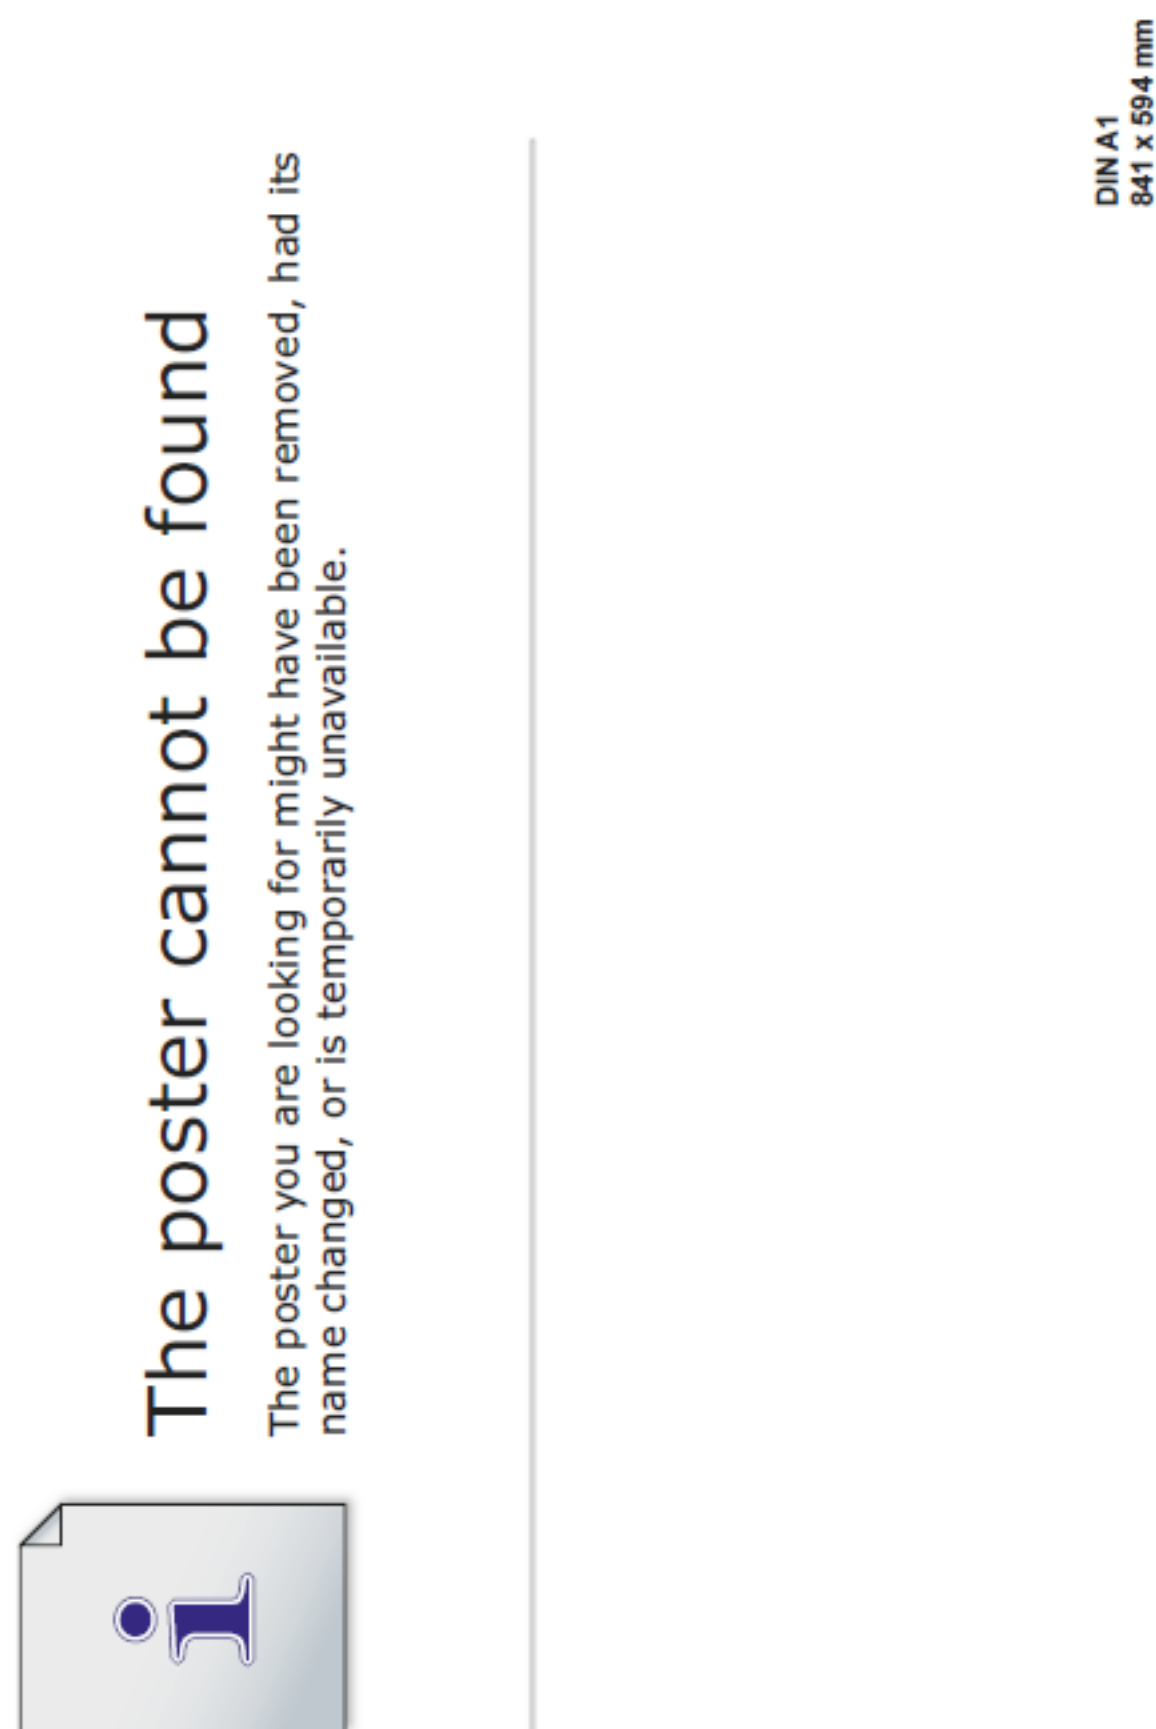 The poster cannot be found
The poster you are looking for might have been removed, had its
name changed, or is temporarily unavailable.
i
DIN A1
841 x 594 mm